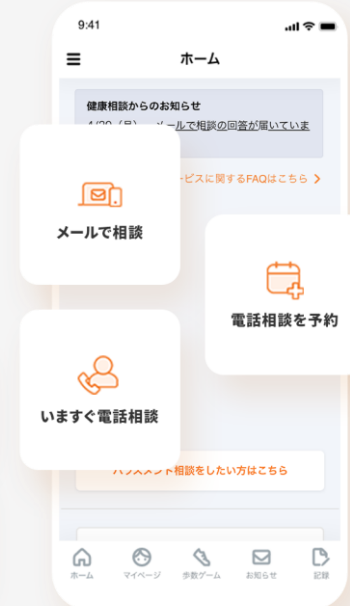 9:41
ホーム
健康相談からのお知らせ
メールで相談の回答が届いていま
ービスに関するFAQはこちら
メールで相談
電話相談を予約
いますぐ電話相談
ハラスメント相談をしたい方はこちら
ホーム
マイページ
歩数ゲーム
お知らせ
記録